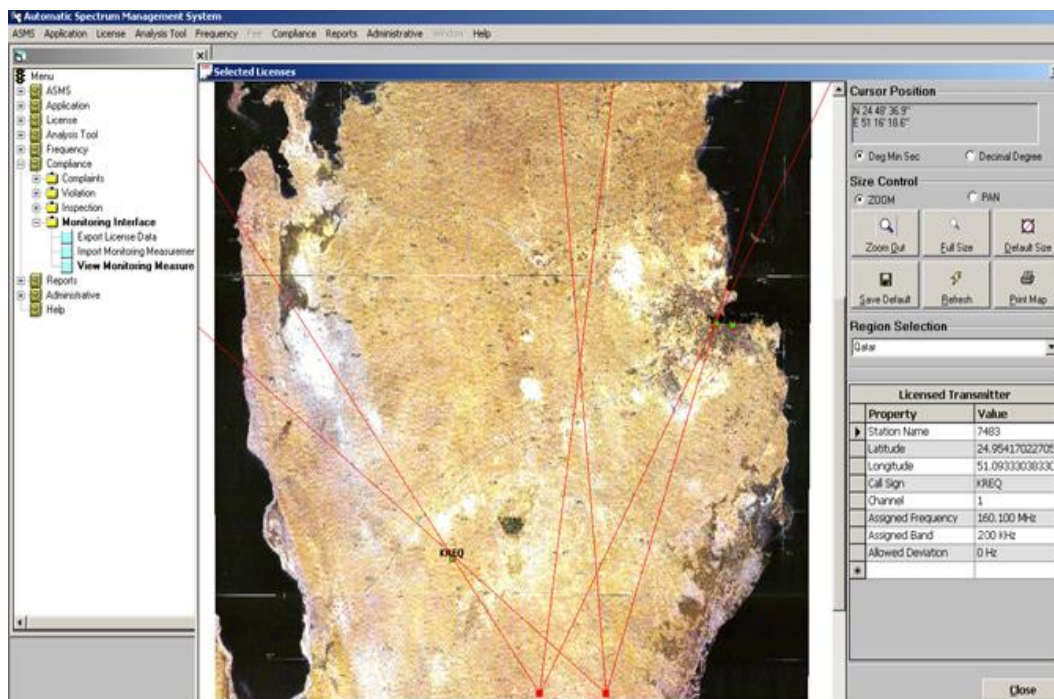 Automatic Spectrum Management System
ASMS Application License Analysis Tool Frequency Fee Compliance Reports Administrative Window Help
Menu
ASMS
Application
License
Analysis Tool
Frequency
Compliance
Complaints
Violation
Inspection
Monitoring Interface
Export License Data
Import Monitoring Measuremen
View Monitoring Measure
Reports
Administrative
Help
Selected Licenses
KREQ
Cursor Position
N 24 48' 36.9"
E 51 16' 18.6"
Deg Min Sec Decimal Degree
Size Control
ZOOM PAN
Zoom Out Full Size Default Size
Save Default Refresh Print Map
Region Selection
Qatar
Licensed Transmitter
Property Value
Station Name 7483
Latitude 24.95417022705
Longitude 51.09333038330
Call Sign KREQ
Channel 1
Assigned Frequency 160.100 MHz
Assigned Band 200 KHz
Allowed Deviation 0 Hz
Close